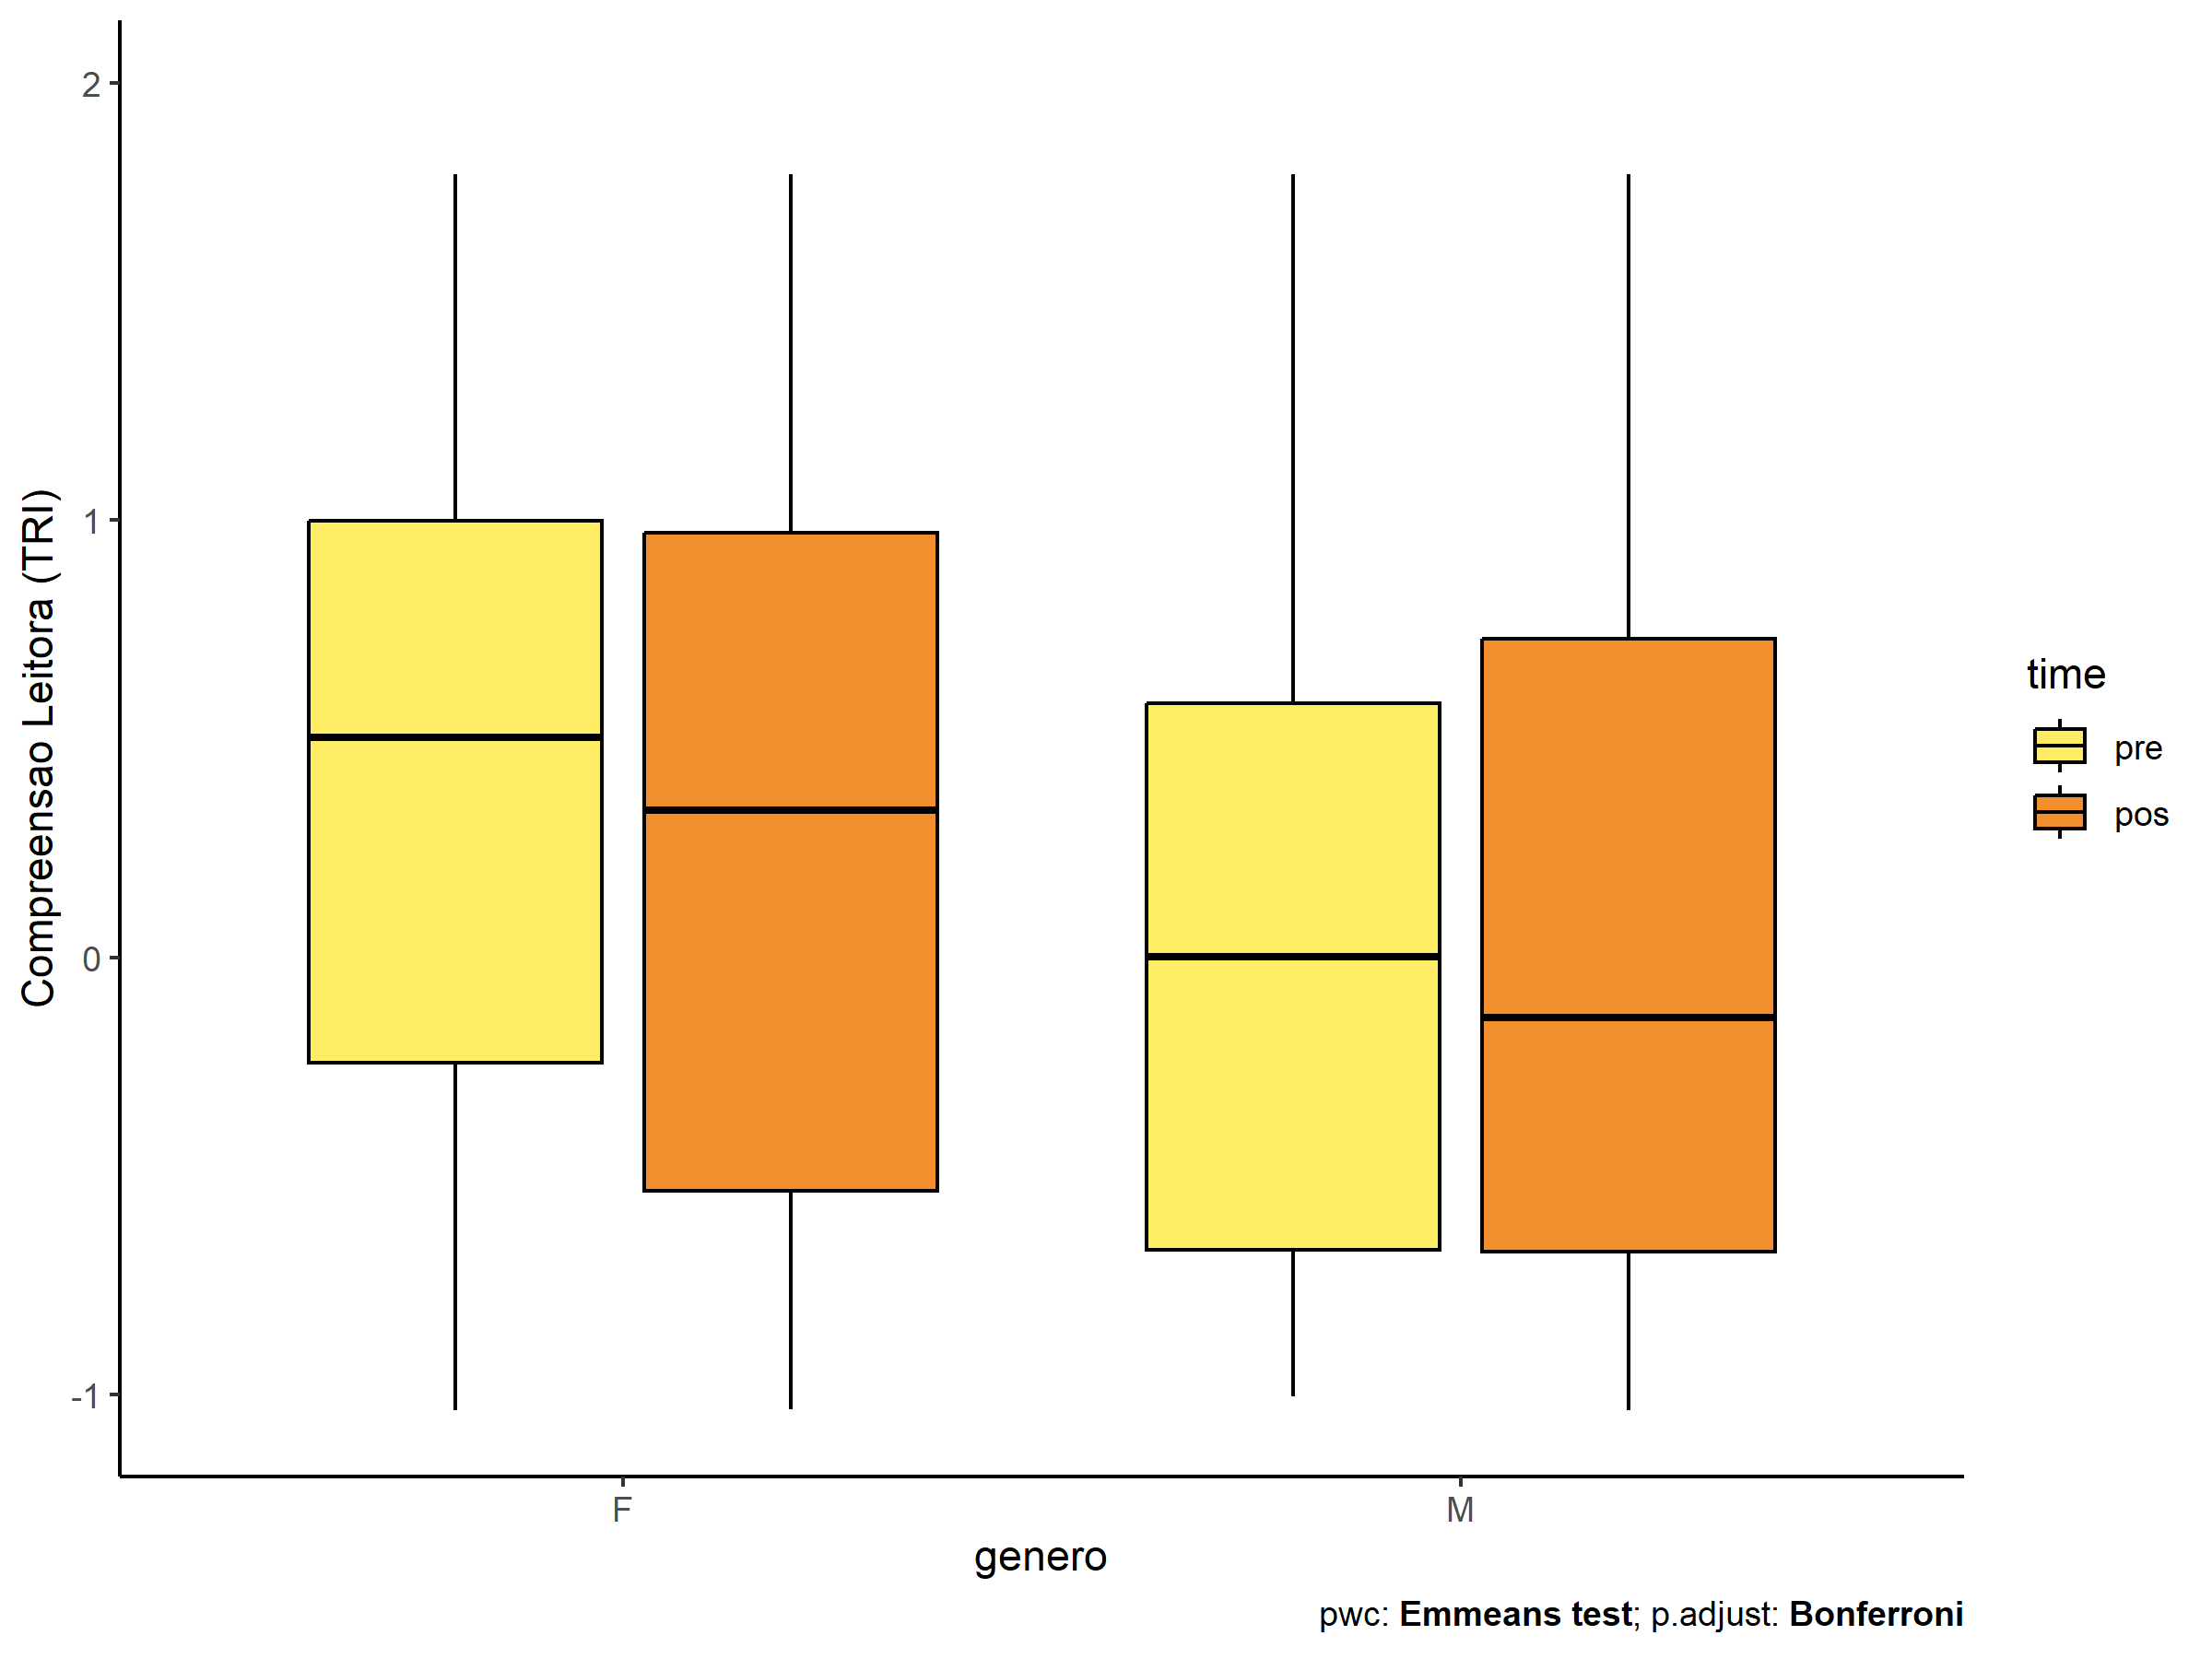 Compreensao Leitora (TRI)
2
1
0
-1
F
M
genero
time
pre
pos
pwc: Emmeans test; p.adjust: Bonferroni